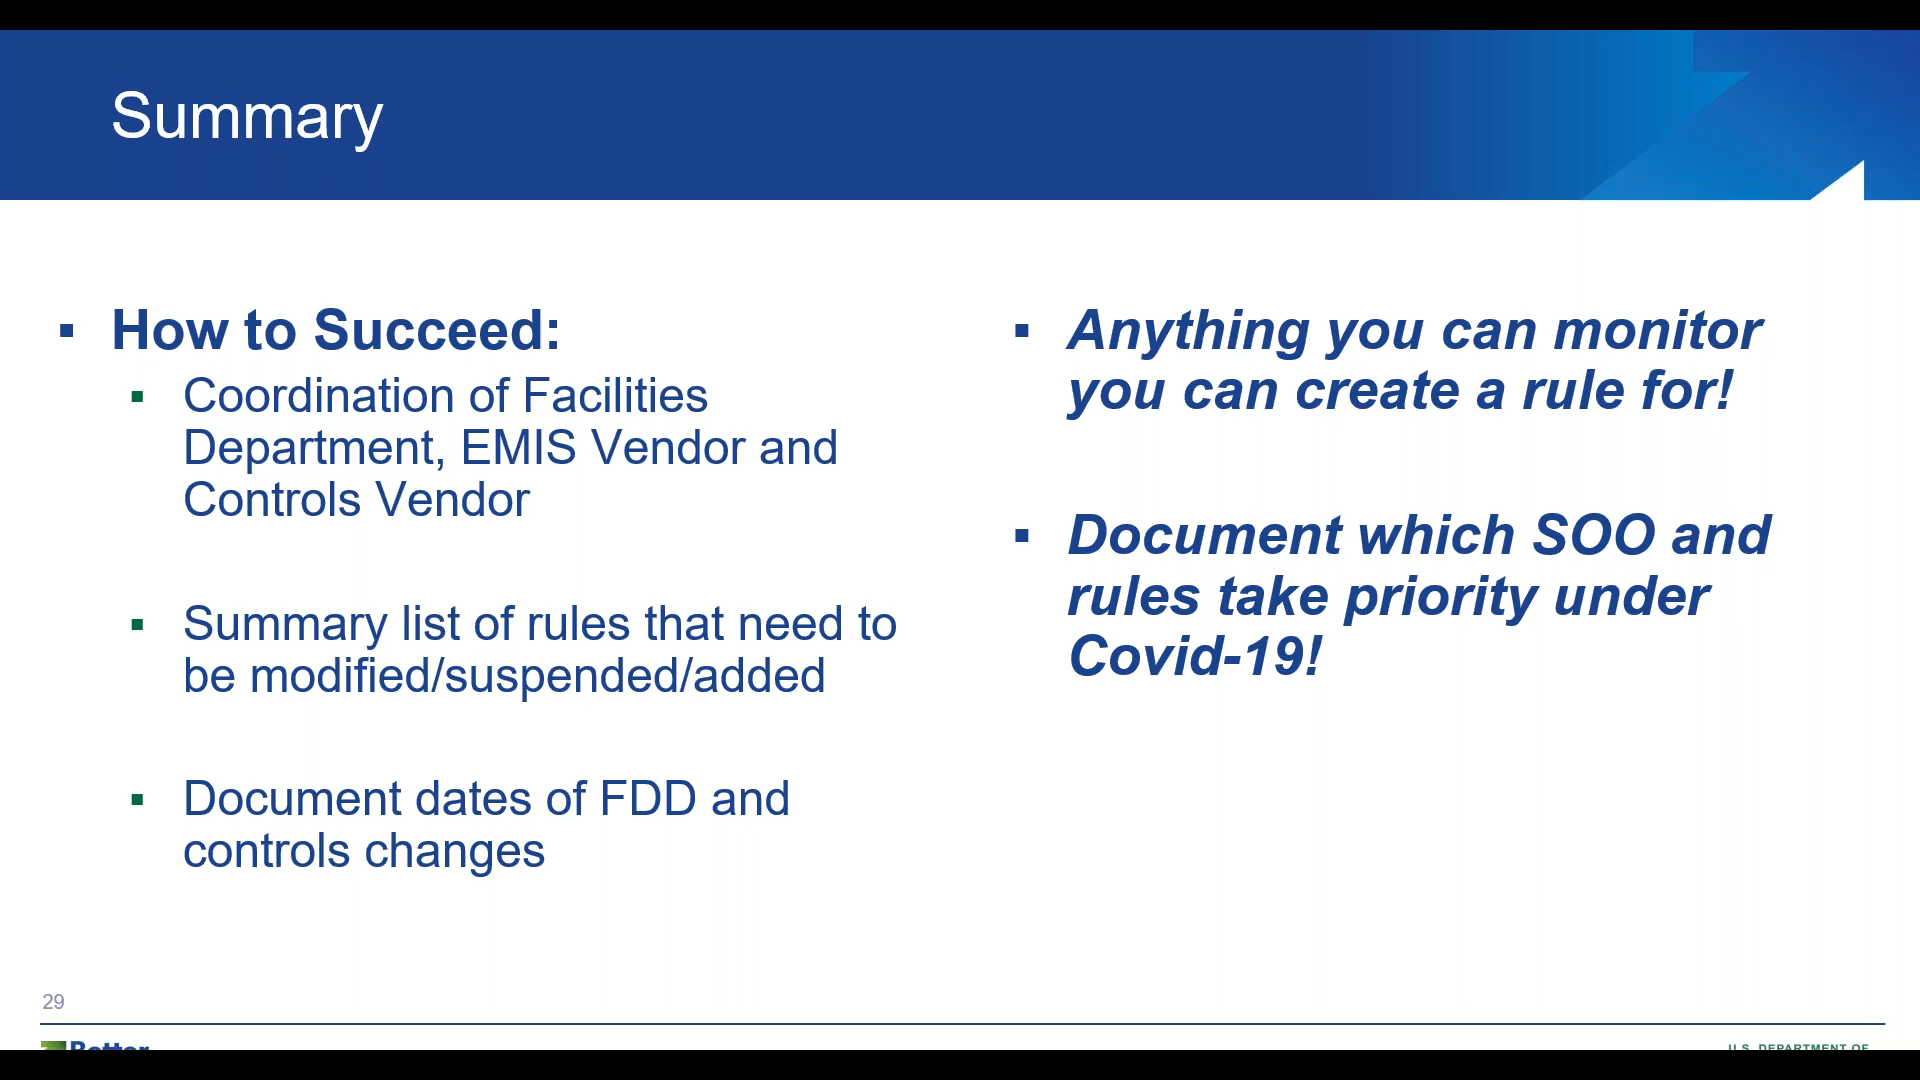 Summary
How to Succeed:
Coordination of Facilities
Department, EMIS Vendor and
Controls Vendor
Summary list of rules that need to
be modified/suspended/added
Document dates of FDD and
controls changes
Anything you can monitor
you can create a rule for!
Document which SOO and
rules take priority under
Covid-19!
29
Better
U.S. DEPARTMENT OF